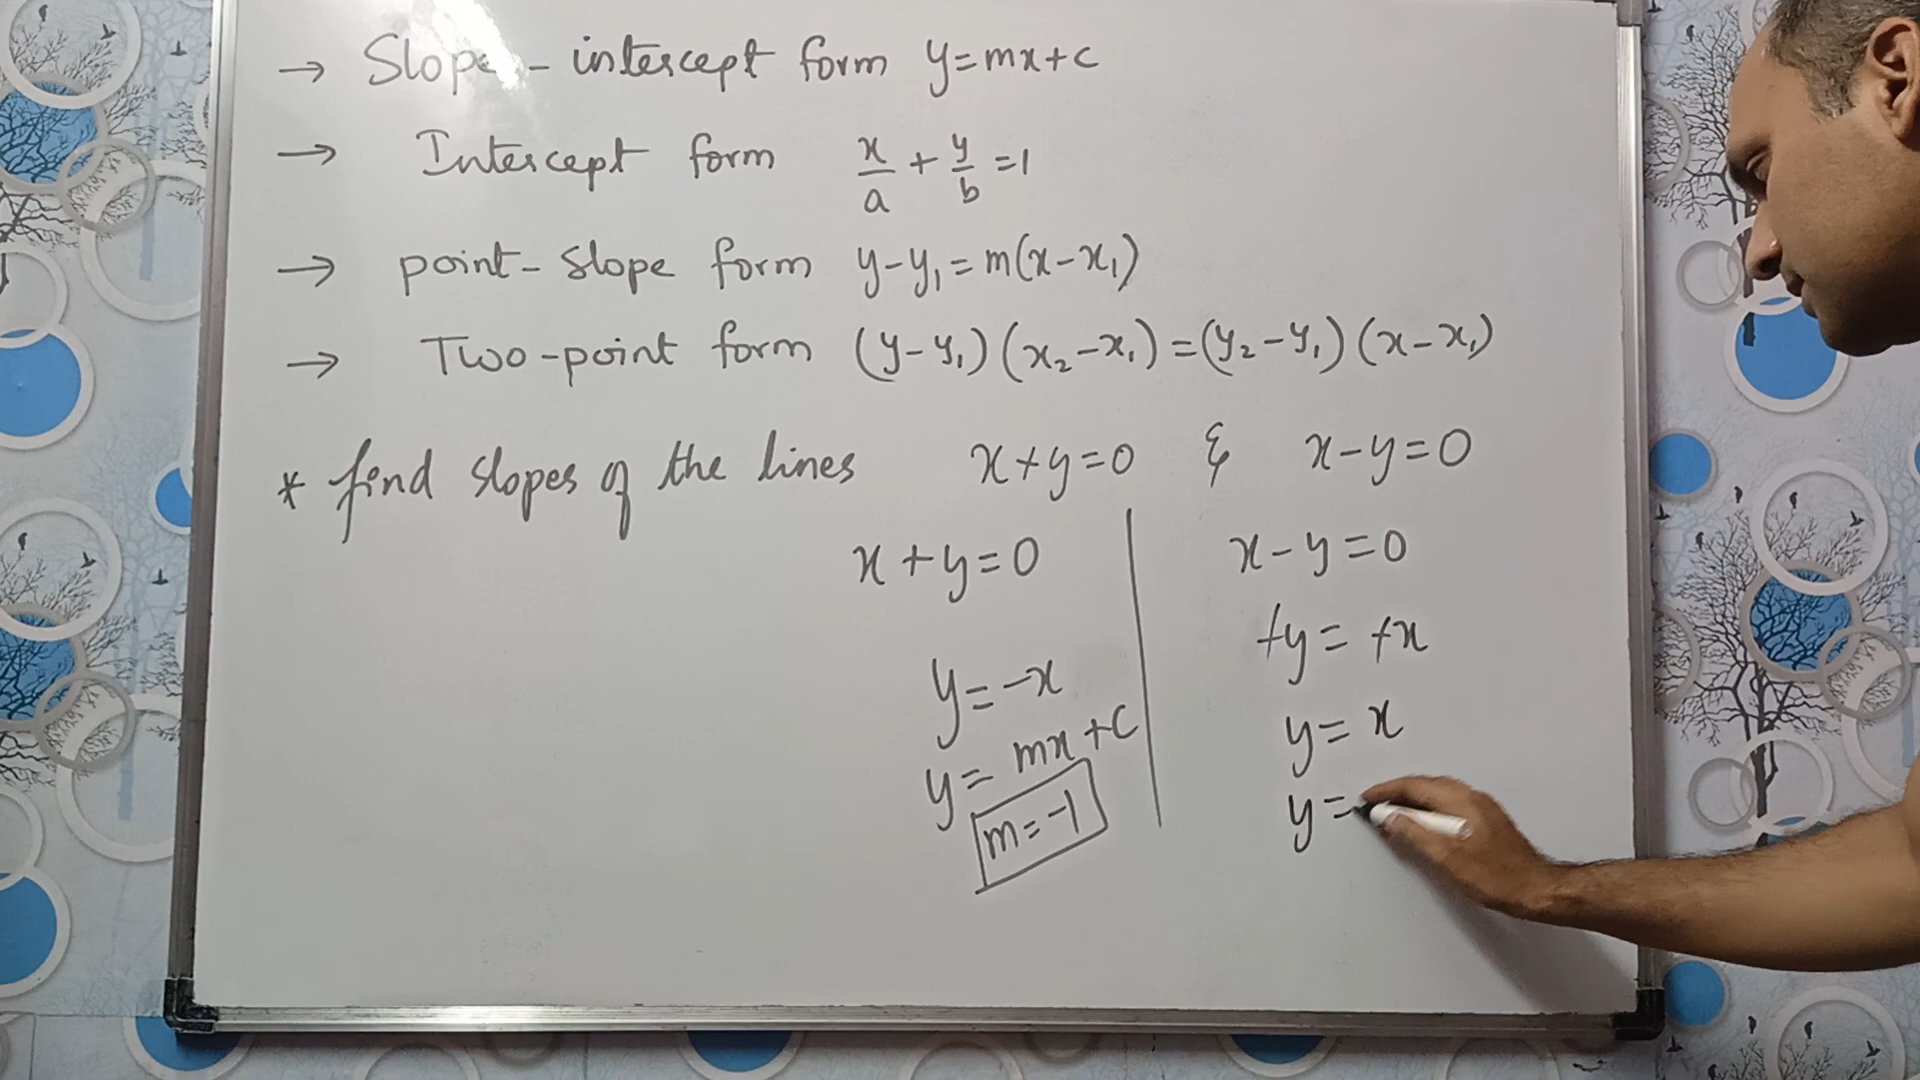 → Slope - intercept form y=mx+c
→ Intercept form x/a + y/b =1
→ point - slope form y-y₁=m(x-x₁)
→ Two-point form (y-y₁)(x₂-x₁)=(y₂-y₁)(x-x₁)
* find slopes of the lines x+y=0 & x-y=0
x+y=0
y=-x
y= mx+c
m=-1
x-y=0
+y= +x
y= x
y=